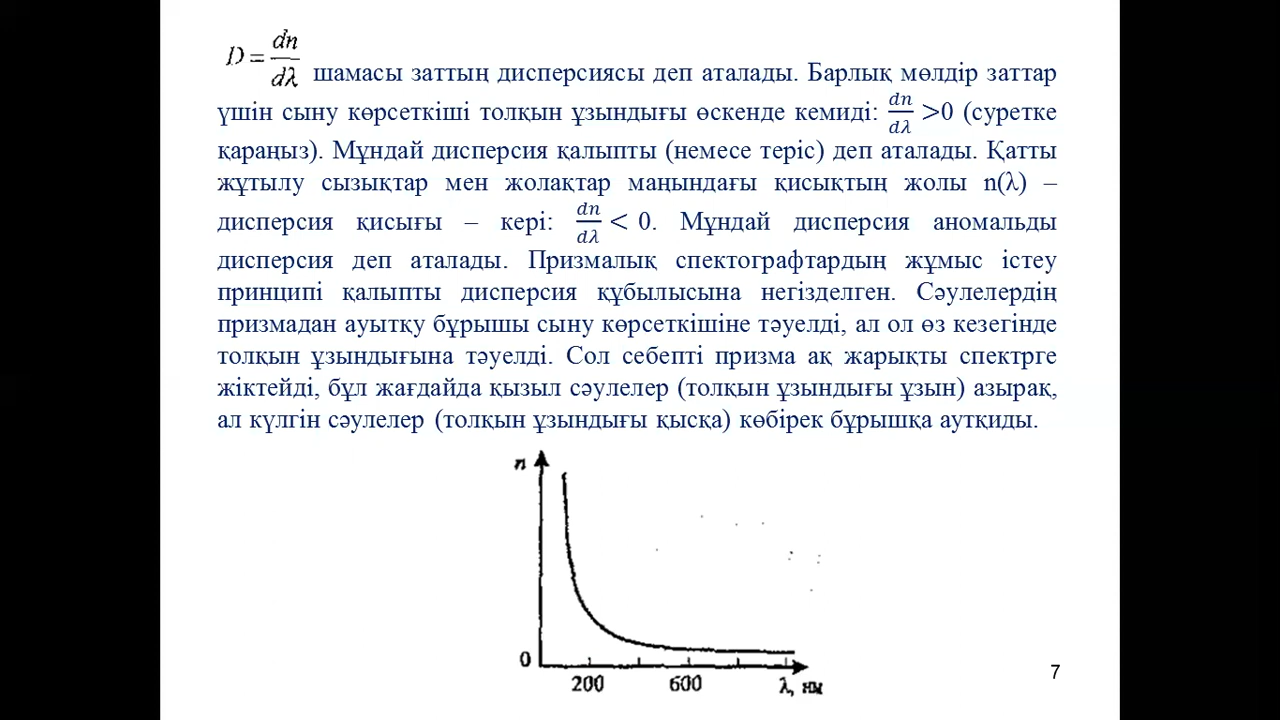 D = dn/dλ шамасы заттың дисперсиясы деп аталады. Барлық мөлдір заттар
үшін сыну көрсеткіші толқын ұзындығы өскенде кемиді: dn/dλ >0 (суретке
қараңыз). Мұндай дисперсия қалыпты (немесе теріс) деп аталады. Қатты
жұтылу сызықтар мен жолақтар маңындағы қисықтың жолы n(λ) –
дисперсия қисығы – кері: dn/dλ < 0. Мұндай дисперсия аномальды
дисперсия деп аталады. Призмалық спектографтардың жұмыс істеу
принципі қалыпты дисперсия құбылысына негізделген. Сәулелердің
призмадан ауытқу бұрышы сыну көрсеткішіне тәуелді, ал ол өз кезегінде
толқын ұзындығына тәуелді. Сол себепті призма ақ жарықты спектрге
жіктейді, бұл жағдайда қызыл сәулелер (толқын ұзындығы ұзын) азырақ,
ал күлгін сәулелер (толқын ұзындығы қысқа) көбірек бұрышқа аутқиды.
n
0
200 600 λ, нм
7